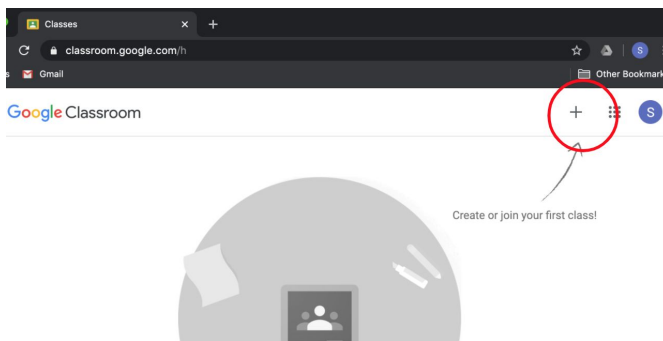 Classes
classroom.google.com/h
S
s Gmail
Other Bookmark
Google Classroom
S
Create or join your first class!